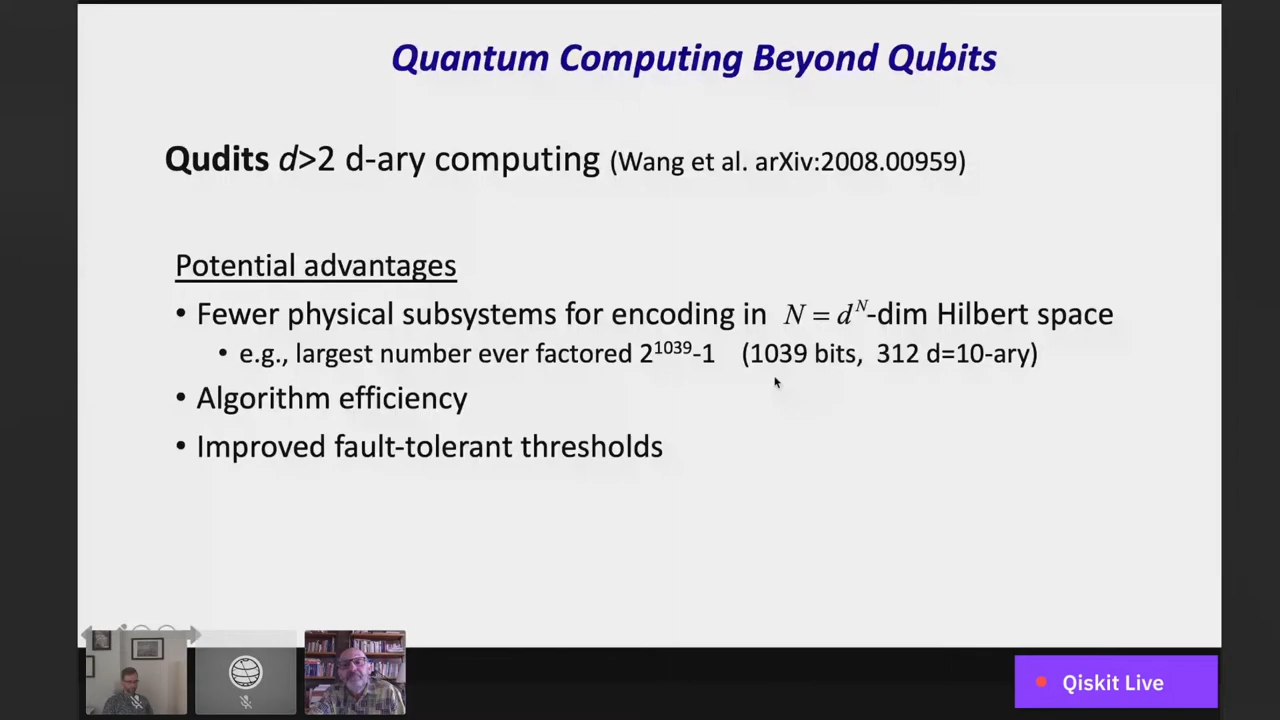 Quantum Computing Beyond Qubits
Qudits d>2 d-ary computing (Wang et al. arXiv:2008.00959)
Potential advantages
• Fewer physical subsystems for encoding in N = d^N-dim Hilbert space
• e.g., largest number ever factored 2^1039-1 (1039 bits, 312 d=10-ary)
• Algorithm efficiency
• Improved fault-tolerant thresholds
Qiskit Live